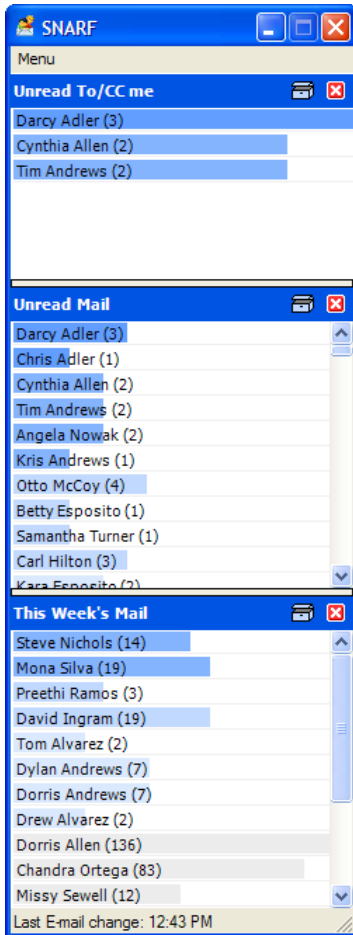 SNARF
Menu
Unread To/CC me
Darcy Adler (3)
Cynthia Allen (2)
Tim Andrews (2)
Unread Mail
Darcy Adler (3)
Chris Adler (1)
Cynthia Allen (2)
Tim Andrews (2)
Angela Nowak (2)
Kris Andrews (1)
Otto McCoy (4)
Betty Esposito (1)
Samantha Turner (1)
Carl Hilton (3)
Kara Esposito (2)
This Week's Mail
Steve Nichols (14)
Mona Silva (19)
Preethi Ramos (3)
David Ingram (19)
Tom Alvarez (2)
Dylan Andrews (7)
Dorris Andrews (7)
Drew Alvarez (2)
Dorris Allen (136)
Chandra Ortega (83)
Missy Sewell (12)
Last E-mail change: 12:43 PM